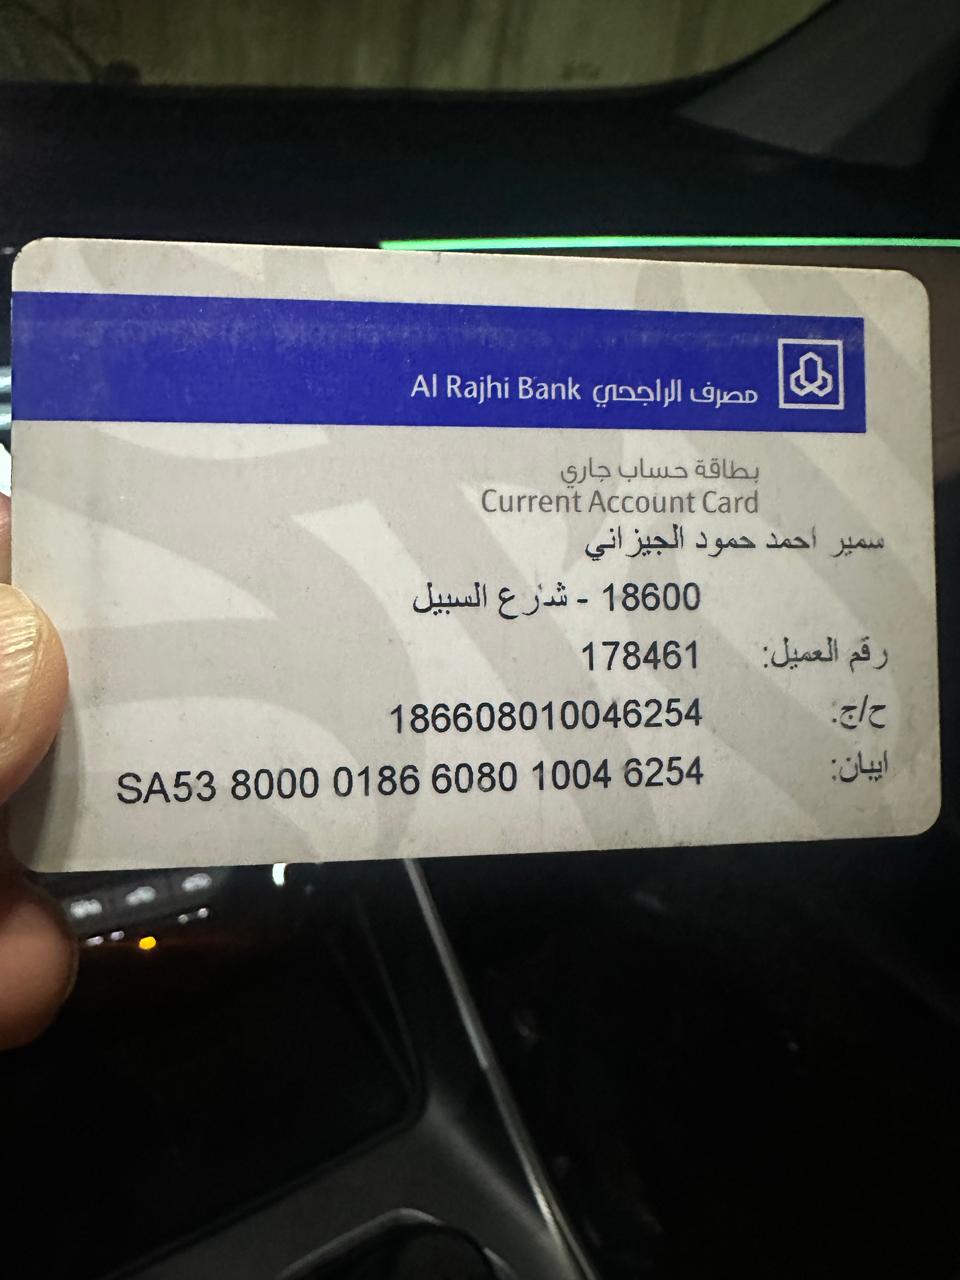 Al Rajhi Bank مصرف الراجحي
بطاقة حساب جاري
Current Account Card
سمير احمد حمود الجيزاني
18600 - شارع السبيل
رقم العميل: 178461
ح/ج: 186608010046254
ايبان: SA53 8000 0186 6080 1004 6254